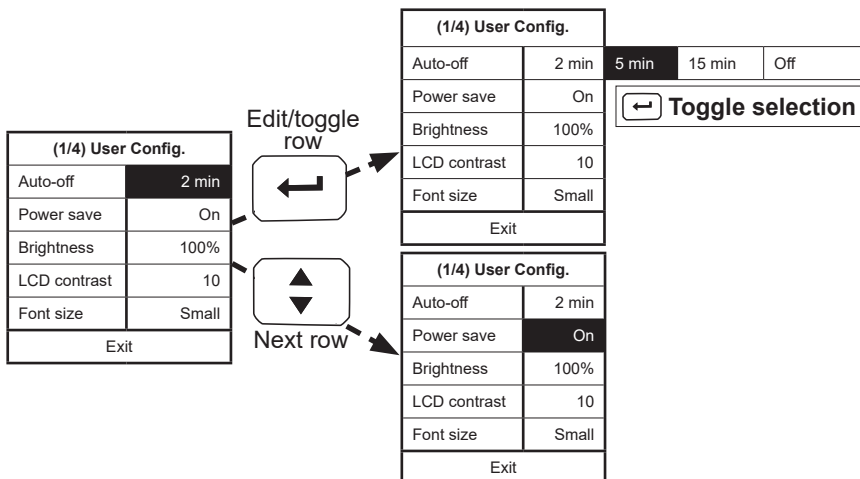 (1/4) User Config.
Auto-off 2 min
Power save On
Brightness 100%
LCD contrast 10
Font size Small
Exit
Edit/toggle
row
Next row
(1/4) User Config.
Auto-off 2 min 5 min 15 min Off
Power save On
Brightness 100%
LCD contrast 10
Font size Small
Exit
Toggle selection
(1/4) User Config.
Auto-off 2 min
Power save On
Brightness 100%
LCD contrast 10
Font size Small
Exit